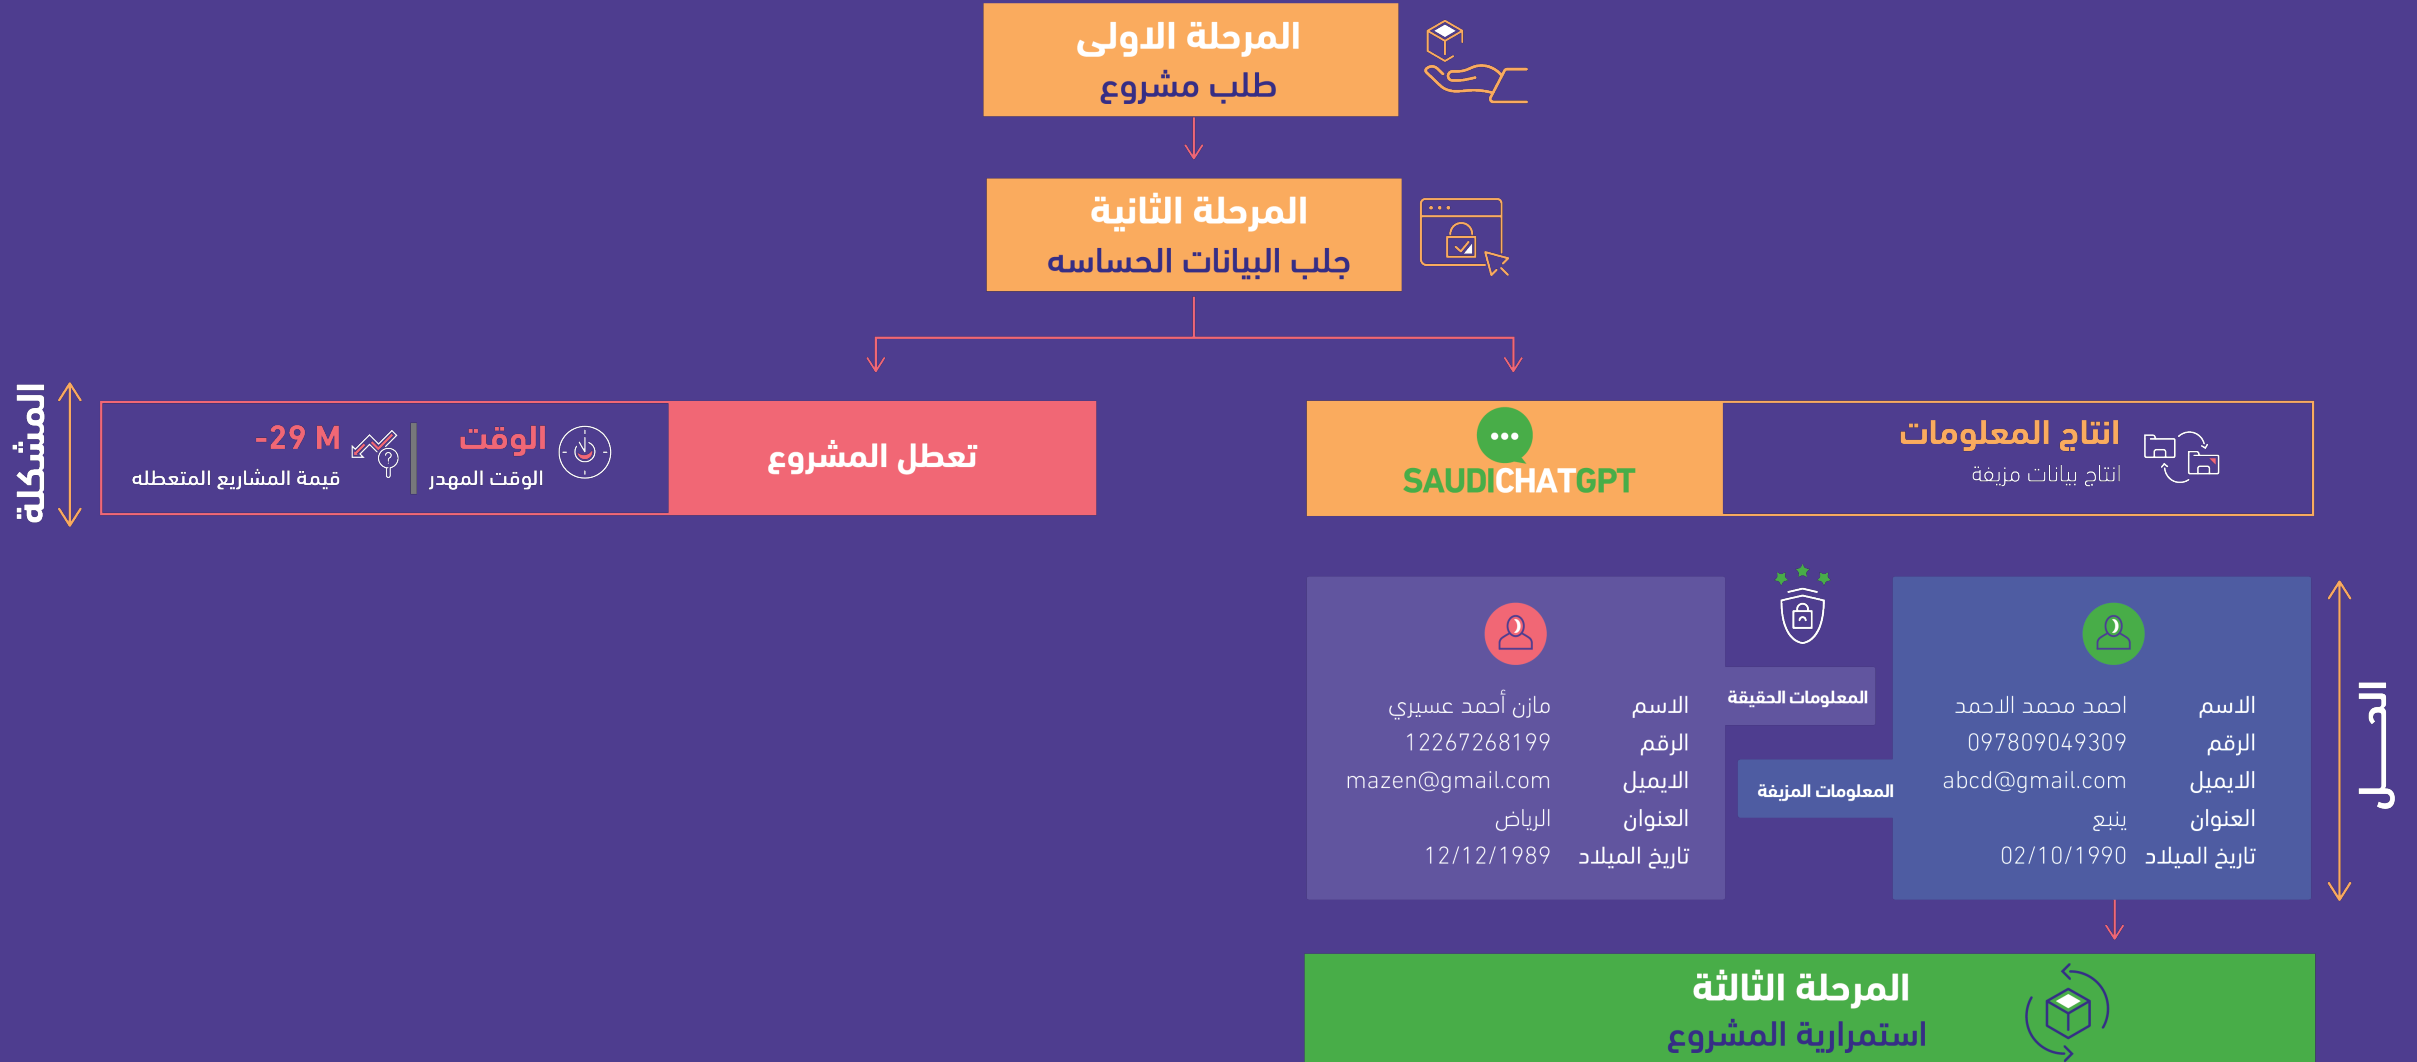 المرحلة الاولى
طلب مشروع
المرحلة الثانية
جلب البيانات الحساسه
انتاج المعلومات
انتاج بيانات مزيفة
SAUDICHATGPT
تعطل المشروع
الوقت
الوقت المهدر
-29 M
قيمة المشاريع المتعطله
المشكلة
الحـــل
الاسم احمد محمد الاحمد
الرقم 097809049309
الايميل abcd@gmail.com
العنوان ينبع
تاريخ الميلاد 02/10/1990
المعلومات الحقيقة
المعلومات المزيفة
الاسم مازن أحمد عسيري
الرقم 12267268199
الايميل mazen@gmail.com
العنوان الرياض
تاريخ الميلاد 12/12/1989
المرحلة الثالثة
استمرارية المشروع